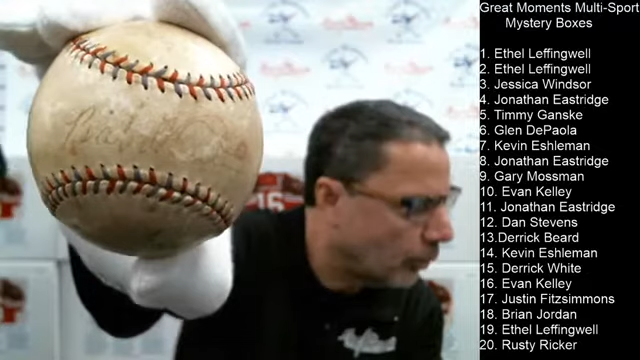 Great Moments Multi-Sport
Mystery Boxes
1. Ethel Leffingwell
2. Ethel Leffingwell
3. Jessica Windsor
4. Jonathan Eastridge
5. Timmy Ganske
6. Glen DePaola
7. Kevin Eshleman
8. Jonathan Eastridge
9. Gary Mossman
10. Evan Kelley
11. Jonathan Eastridge
12. Dan Stevens
13.Derrick Beard
14. Kevin Eshleman
15. Derrick White
16. Evan Kelley
17. Justin Fitzsimmons
18. Brian Jordan
19. Ethel Leffingwell
20. Rusty Ricker
15